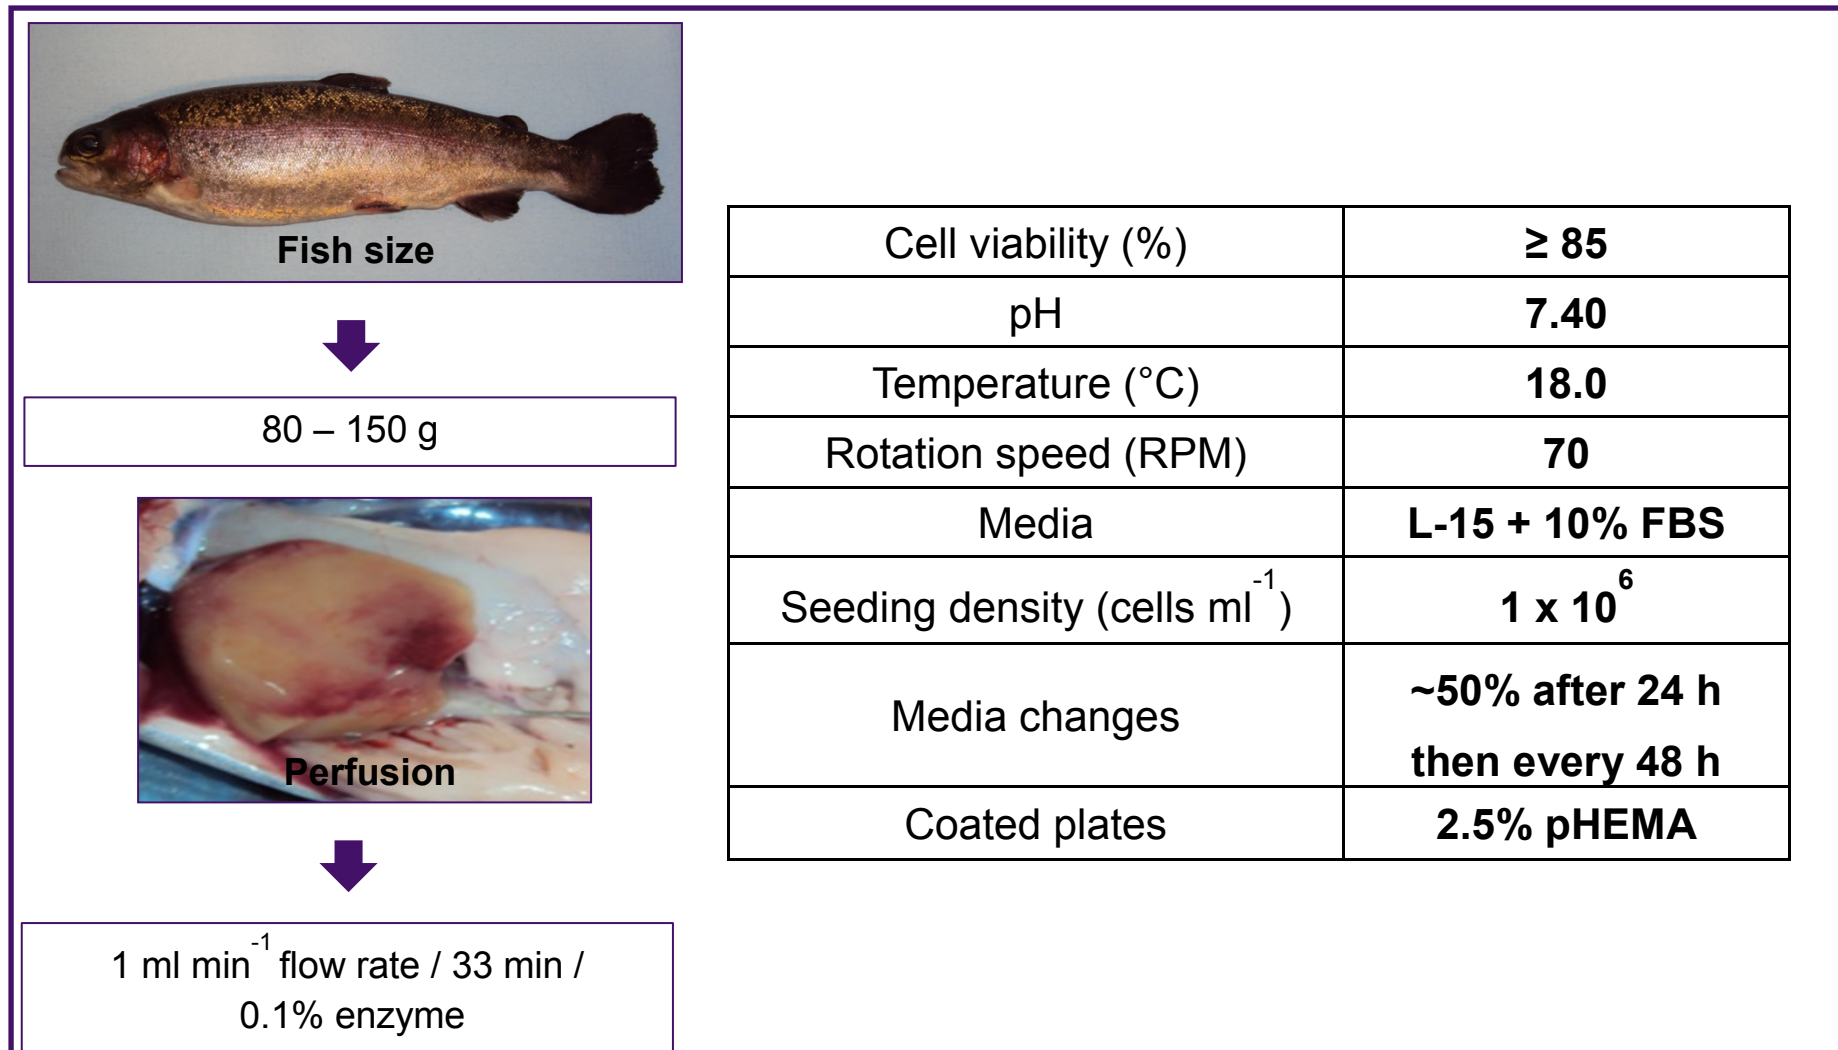 Fish size
80 – 150 g
Perfusion
1 ml min⁻¹ flow rate / 33 min /
0.1% enzyme
Cell viability (%) ≥ 85
pH 7.40
Temperature (°C) 18.0
Rotation speed (RPM) 70
Media L-15 + 10% FBS
Seeding density (cells ml⁻¹) 1 x 10⁶
Media changes ~50% after 24 h
then every 48 h
Coated plates 2.5% pHEMA